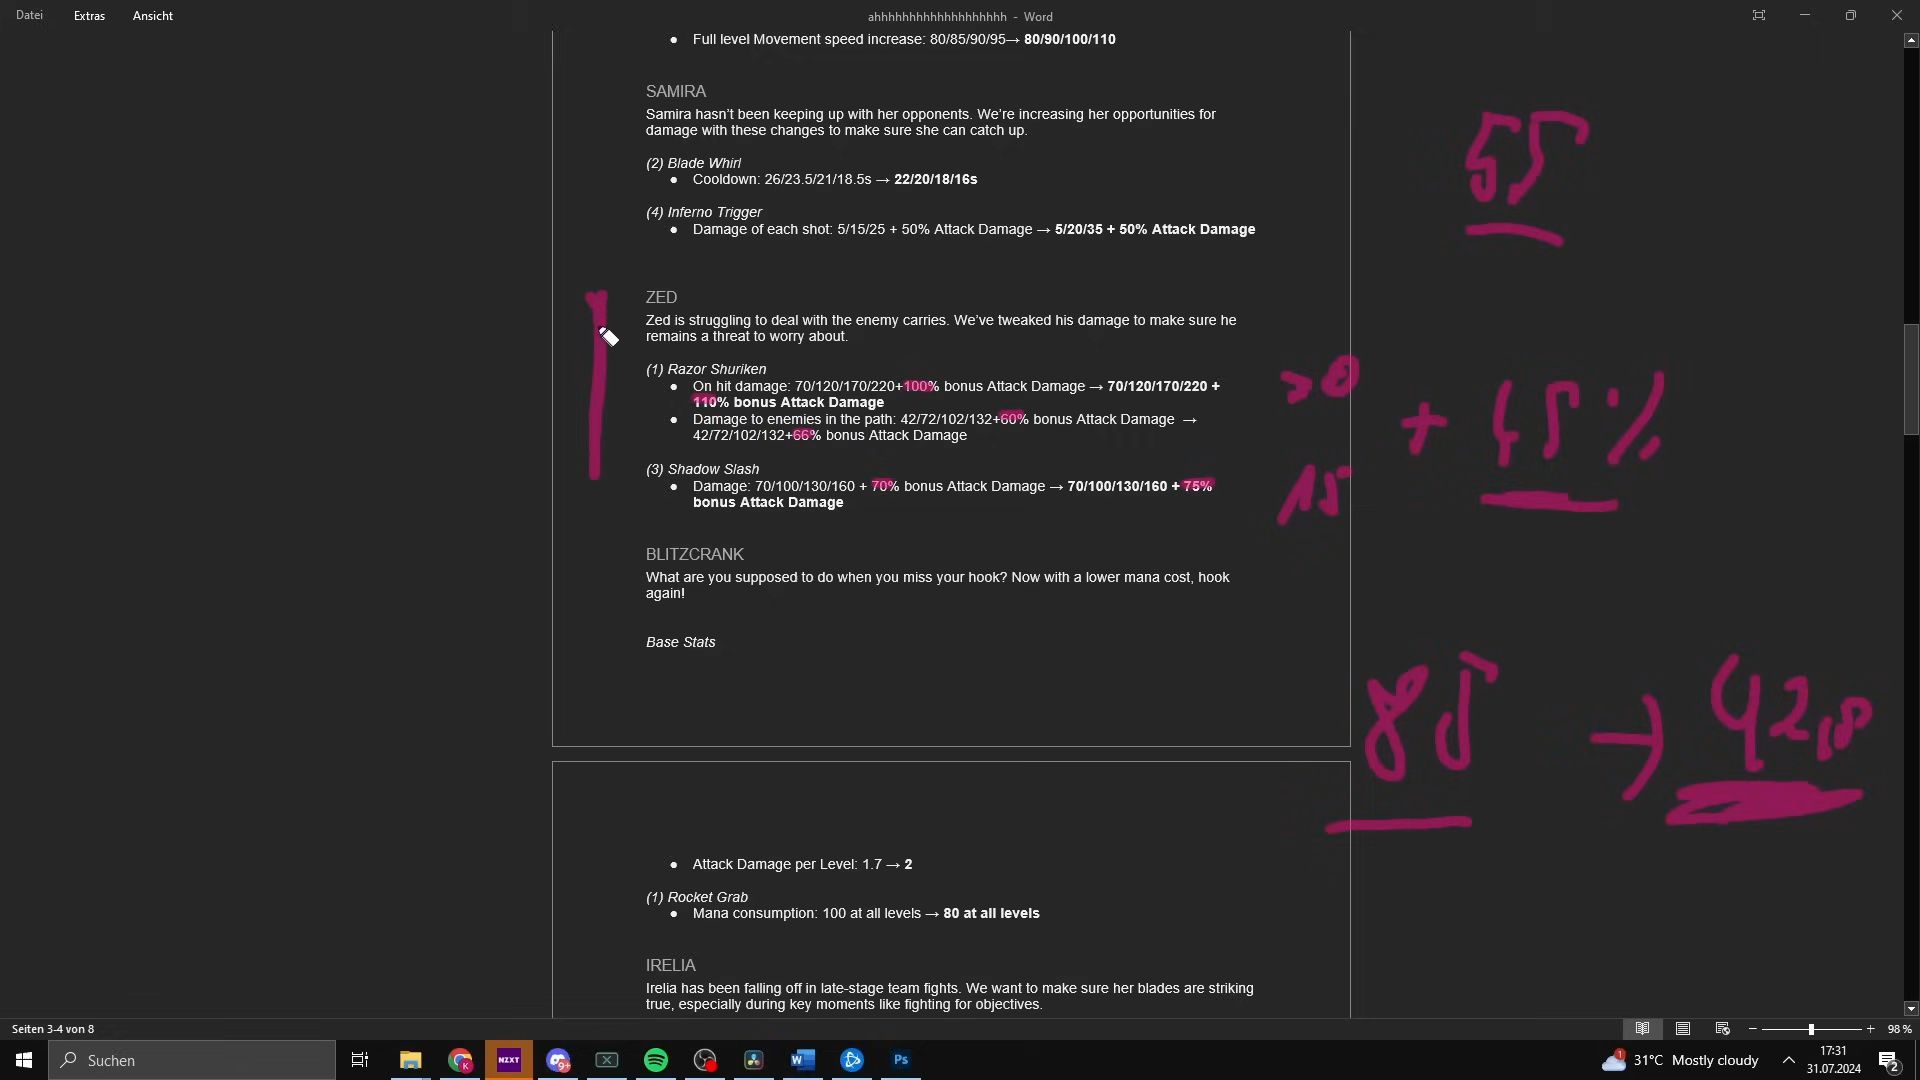 Datei Extras Ansicht ahhhhhhhhhhhhhhhhhhh - Word
● Full level Movement speed increase: 80/85/90/95→ 80/90/100/110
SAMIRA
Samira hasn't been keeping up with her opponents. We're increasing her opportunities for
damage with these changes to make sure she can catch up.
(2) Blade Whirl
● Cooldown: 26/23.5/21/18.5s → 22/20/18/16s
(4) Inferno Trigger
● Damage of each shot: 5/15/25 + 50% Attack Damage → 5/20/35 + 50% Attack Damage
55
ZED
Zed is struggling to deal with the enemy carries. We've tweaked his damage to make sure he
remains a threat to worry about.
(1) Razor Shuriken
● On hit damage: 70/120/170/220+100% bonus Attack Damage → 70/120/170/220 +
110% bonus Attack Damage
● Damage to enemies in the path: 42/72/102/132+60% bonus Attack Damage →
42/72/102/132+66% bonus Attack Damage
(3) Shadow Slash
● Damage: 70/100/130/160 + 70% bonus Attack Damage → 70/100/130/160 + 75%
bonus Attack Damage
+ 45%
15
BLITZCRANK
What are you supposed to do when you miss your hook? Now with a lower mana cost, hook
again!
Base Stats
85 → 42,8
● Attack Damage per Level: 1.7 → 2
(1) Rocket Grab
● Mana consumption: 100 at all levels → 80 at all levels
IRELIA
Irelia has been falling off in late-stage team fights. We want to make sure her blades are striking
true, especially during key moments like fighting for objectives.
Seiten 3-4 von 8 98 %
Suchen NZXT 9+ K W Ps 1 31°C Mostly cloudy 17:31
31.07.2024 2